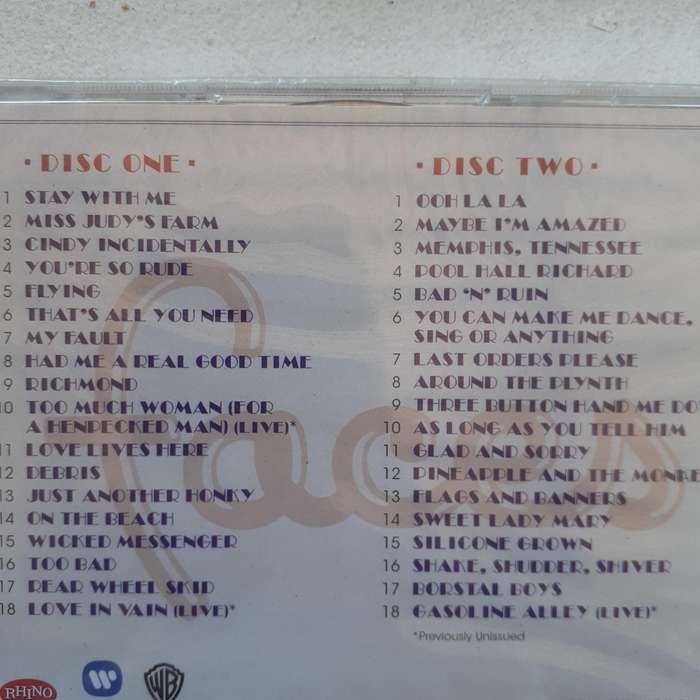 • DISC ONE •
1 STAY WITH ME
2 MISS JUDY'S FARM
3 CINDY INCIDENTALLY
4 YOU'RE SO RUDE
5 FLYING
6 THAT'S ALL YOU NEED
7 MY FAULT
8 HAD ME A REAL GOOD TIME
9 RICHMOND
10 TOO MUCH WOMAN (FOR
A HENPECKED MAN) (LIVE)*
11 LOVE LIVES HERE
12 DEBRIS
13 JUST ANOTHER HONKY
14 ON THE BEACH
15 WICKED MESSENGER
16 TOO BAD
17 REAR WHEEL SKID
18 LOVE IN VAIN (LIVE)*
• DISC TWO •
1 OOH LA LA
2 MAYBE I'M AMAZED
3 MEMPHIS, TENNESSEE
4 POOL HALL RICHARD
5 BAD 'N' RUIN
6 YOU CAN MAKE ME DANCE,
SING OR ANYTHING
7 LAST ORDERS PLEASE
8 AROUND THE PLYNTH
9 THREE BUTTON HAND ME DO
10 AS LONG AS YOU TELL HIM
11 GLAD AND SORRY
12 PINEAPPLE AND THE MONKE
13 FLAGS AND BANNERS
14 SWEET LADY MARY
15 SILICONE GROWN
16 SHAKE, SHUDDER, SHIVER
17 BORSTAL BOYS
18 GASOLINE ALLEY (LIVE)*
*Previously Unissued
faces
RHINO
W
WB